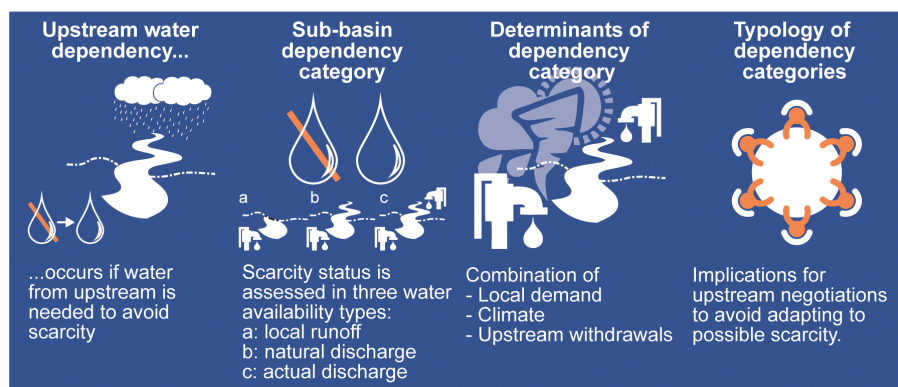 Upstream water
dependency...
...occurs if water
from upstream is
needed to avoid
scarcity
Sub-basin
dependency
category
a
b
c
Scarcity status is
assessed in three water
availability types:
a: local runoff
b: natural discharge
c: actual discharge
Determinants of
dependency
category
Combination of
- Local demand
- Climate
- Upstream withdrawals
Typology of
dependency
categories
Implications for
upstream negotiations
to avoid adapting to
possible scarcity.